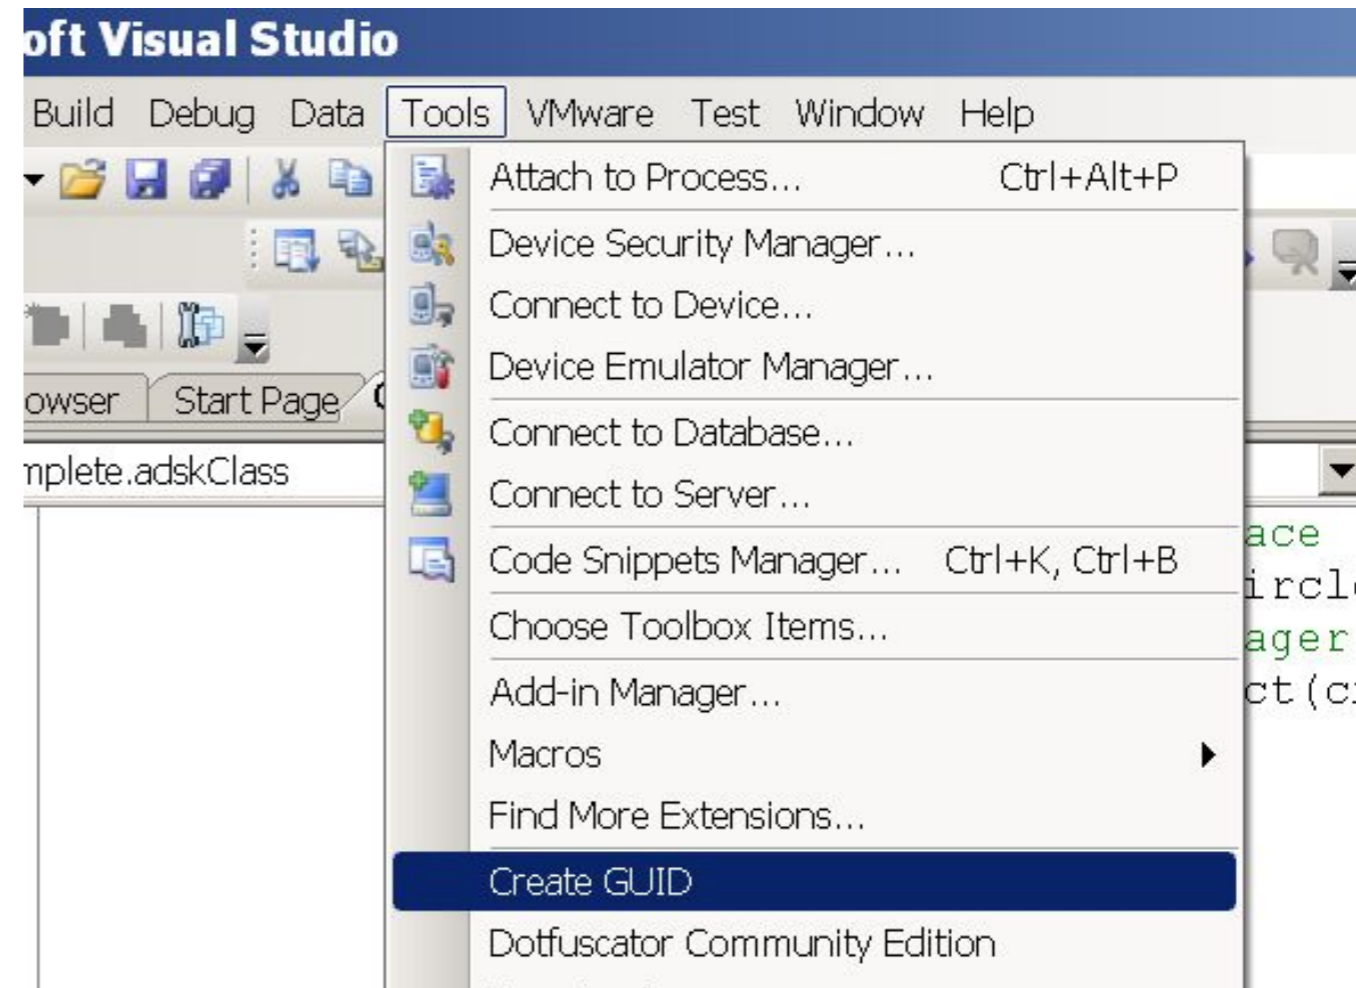 oft Visual Studio
Build Debug Data Tools VMware Test Window Help
Attach to Process... Ctrl+Alt+P
Device Security Manager...
Connect to Device...
Device Emulator Manager...
owser Start Page
Connect to Database...
mplete.adskClass
Connect to Server...
ace
Code Snippets Manager... Ctrl+K, Ctrl+B
ircl
Choose Toolbox Items...
ager
Add-in Manager...
ct(c
Macros
Find More Extensions...
Create GUID
Dotfuscator Community Edition